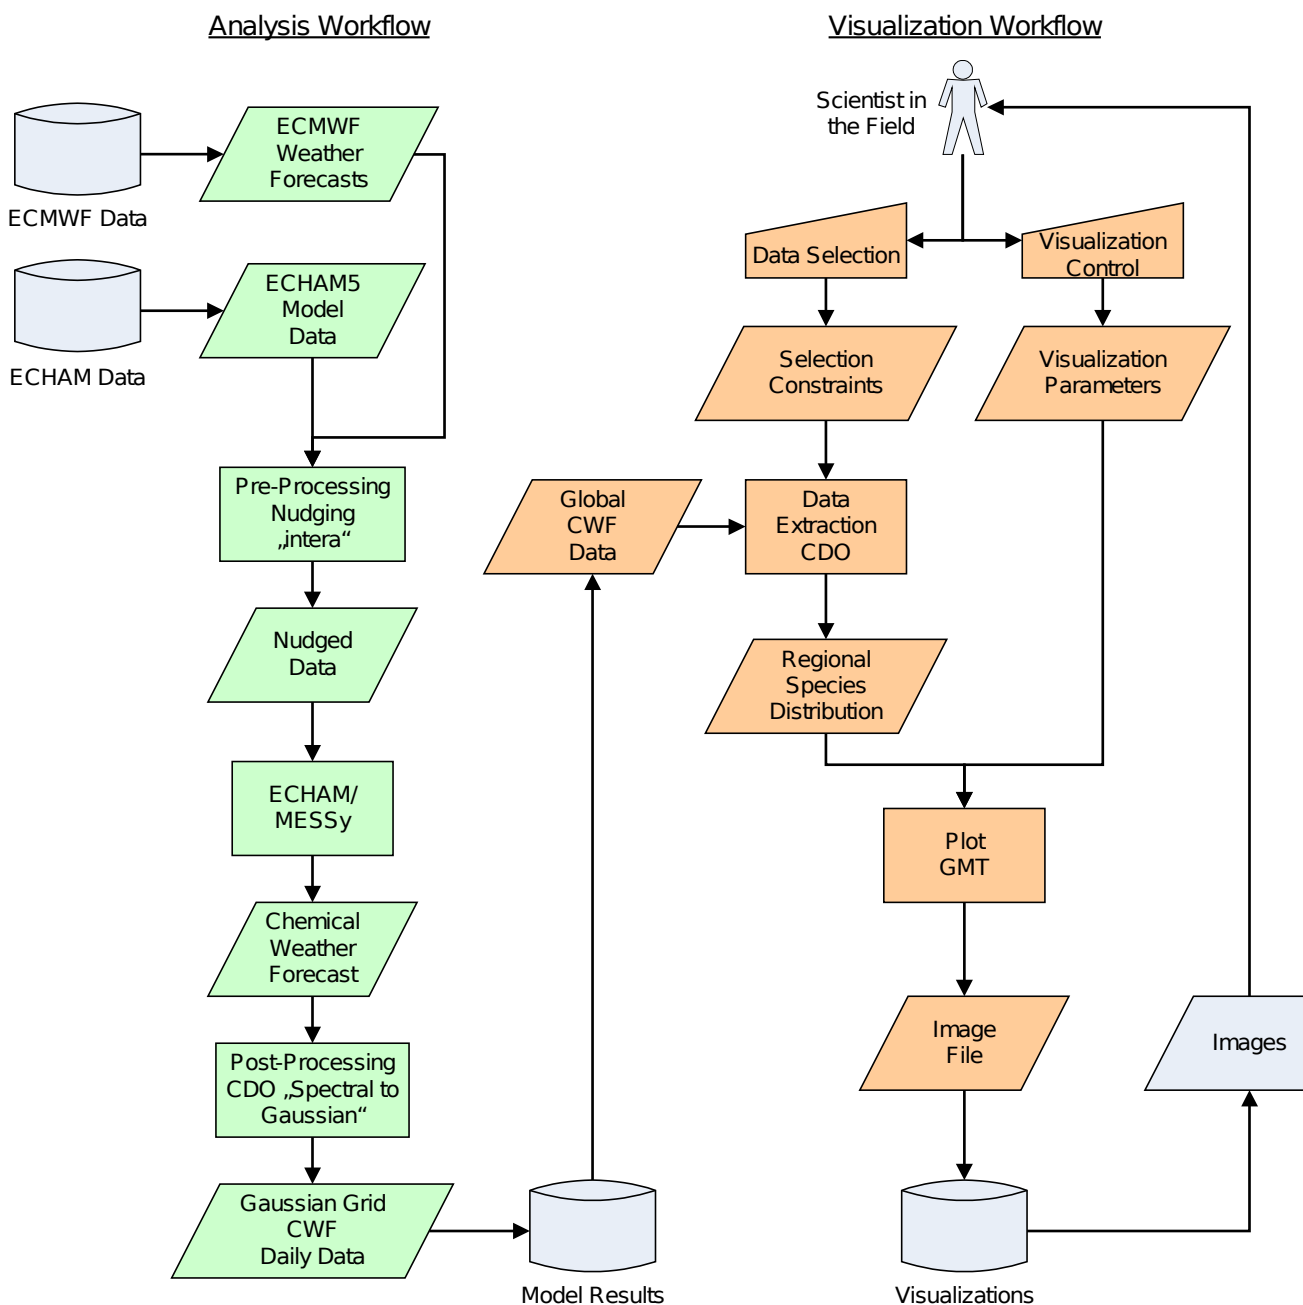 Analysis Workflow
Visualization Workflow
Scientist in
the Field
ECMWF
Weather
Forecasts
ECMWF Data
ECHAM5
Model
Data
ECHAM Data
Data Selection
Visualization
Control
Selection
Constraints
Visualization
Parameters
Pre-Processing
Nudging
„intera“
Global
CWF
Data
Data
Extraction
CDO
Nudged
Data
Regional
Species
Distribution
ECHAM/
MESSy
Plot
GMT
Chemical
Weather
Forecast
Image
File
Images
Post-Processing
CDO „Spectral to
Gaussian“
Gaussian Grid
CWF
Daily Data
Model Results
Visualizations